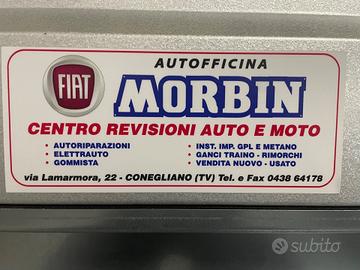 AUTOFFICINA
FIAT
MORBIN
CENTRO REVISIONI AUTO E MOTO
• AUTORIPARAZIONI
• ELETTRAUTO
• GOMMISTA
• INST. IMP. GPL E METANO
• GANCI TRAINO - RIMORCHI
• VENDITA NUOVO - USATO
via Lamarmora, 22 - CONEGLIANO (TV) Tel. e Fax 0438 64178
subito